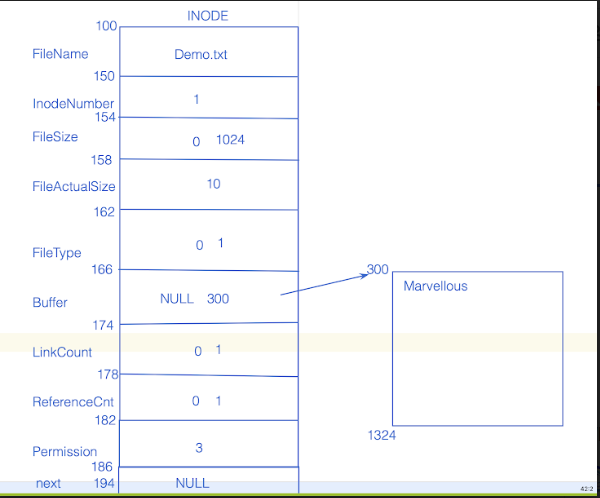 INODE
100
FileName Demo.txt
150
InodeNumber 1
154
FileSize 0 1024
158
FileActualSize 10
162
FileType 0 1
166
Buffer NULL 300
300
Marvellous
174
LinkCount 0 1
178
ReferenceCnt 0 1
182
1324
Permission 3
186
next 194 NULL
42:2